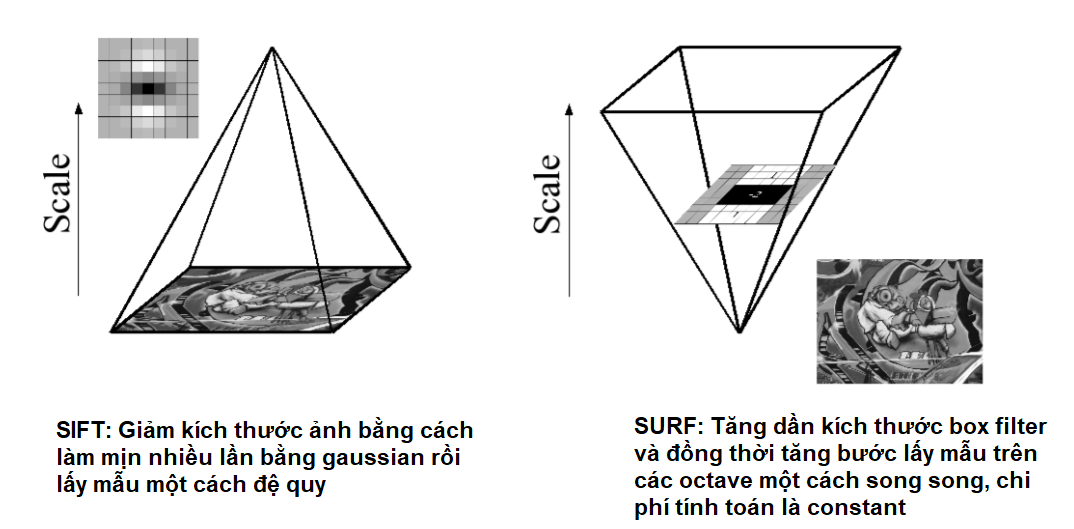 Scale
Scale
SIFT: Giảm kích thước ảnh bằng cách
làm mịn nhiều lần bằng gaussian rồi
lấy mẫu một cách đệ quy
SURF: Tăng dần kích thước box filter
và đồng thời tăng bước lấy mẫu trên
các octave một cách song song, chi
phí tính toán là constant